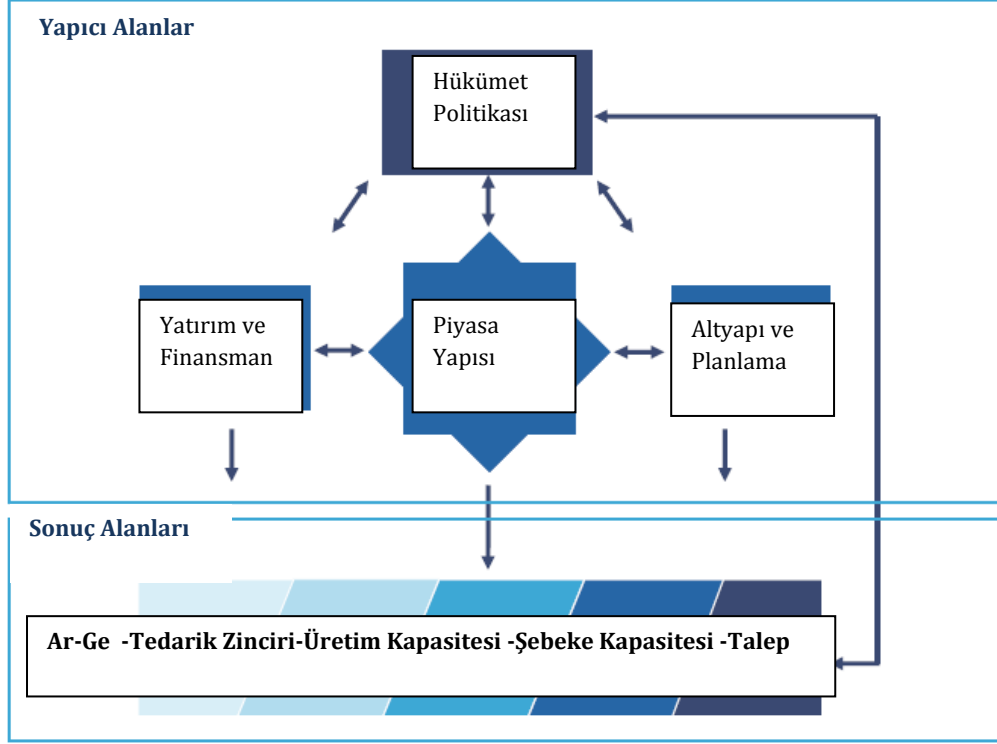 Yapıcı Alanlar
Hükümet
Politikası
Yatırım ve
Finansman
Piyasa
Yapısı
Altyapı ve
Planlama
Sonuç Alanları
Ar-Ge -Tedarik Zinciri-Üretim Kapasitesi -Şebeke Kapasitesi -Talep